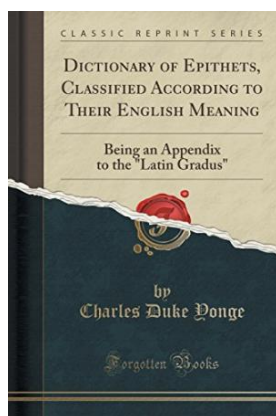 CLASSIC REPRINT SERIES
DICTIONARY OF EPITHETS,
CLASSIFIED ACCORDING TO
THEIR ENGLISH MEANING
Being an Appendix
to the "Latin Gradus"
by
Charles Duke Yonge
Forgotten Books